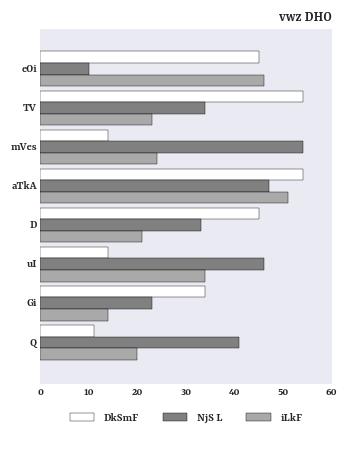 vwz DHO
cOi
TV
mVcs
aTkA
D
uI
Gi
Q
0 10 20 30 40 50 60
DkSmF NjS L iLkF